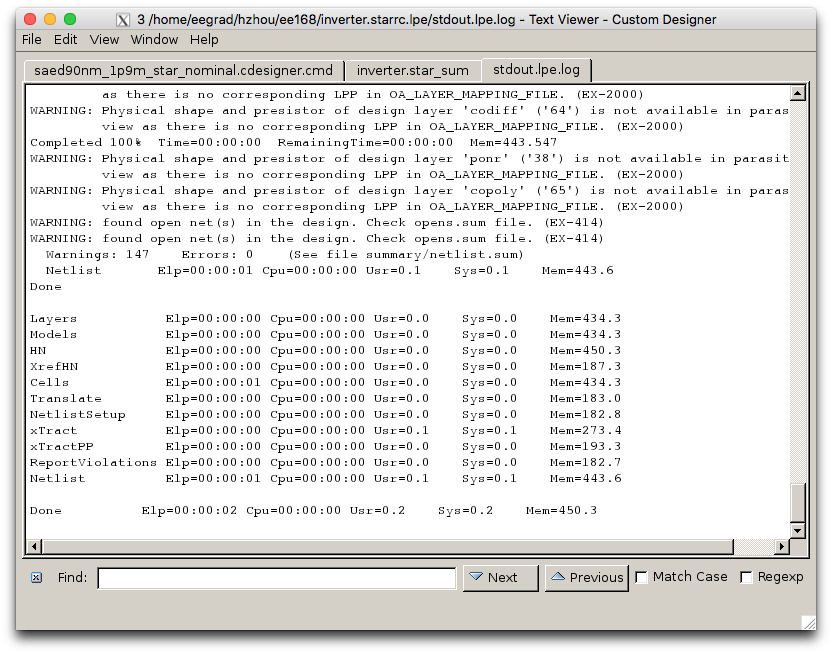 3 /home/eegrad/hzhou/ee168/inverter.starrc.lpe/stdout.lpe.log - Text Viewer - Custom Designer
File Edit View Window Help
saed90nm_1p9m_star_nominal.cdesigner.cmd inverter.star_sum stdout.lpe.log
as there is no corresponding LPP in OA_LAYER_MAPPING_FILE. (EX-2000)
WARNING: Physical shape and presistor of design layer 'codiff' ('64') is not available in paras
view as there is no corresponding LPP in OA_LAYER_MAPPING_FILE. (EX-2000)
Completed 100% Time=00:00:00 RemainingTime=00:00:00 Mem=443.547
WARNING: Physical shape and presistor of design layer 'ponr' ('38') is not available in parasit
view as there is no corresponding LPP in OA_LAYER_MAPPING_FILE. (EX-2000)
WARNING: Physical shape and presistor of design layer 'copoly' ('65') is not available in paras
view as there is no corresponding LPP in OA_LAYER_MAPPING_FILE. (EX-2000)
WARNING: found open net(s) in the design. Check opens.sum file. (EX-414)
WARNING: found open net(s) in the design. Check opens.sum file. (EX-414)
Warnings: 147 Errors: 0 (See file summary/netlist.sum)
Netlist Elp=00:00:01 Cpu=00:00:00 Usr=0.1 Sys=0.1 Mem=443.6
Done
Layers Elp=00:00:00 Cpu=00:00:00 Usr=0.0 Sys=0.0 Mem=434.3
Models Elp=00:00:00 Cpu=00:00:00 Usr=0.0 Sys=0.0 Mem=434.3
HN Elp=00:00:00 Cpu=00:00:00 Usr=0.0 Sys=0.0 Mem=450.3
XrefHN Elp=00:00:00 Cpu=00:00:00 Usr=0.0 Sys=0.0 Mem=187.3
Cells Elp=00:00:01 Cpu=00:00:00 Usr=0.0 Sys=0.0 Mem=434.3
Translate Elp=00:00:00 Cpu=00:00:00 Usr=0.0 Sys=0.0 Mem=183.0
NetlistSetup Elp=00:00:00 Cpu=00:00:00 Usr=0.0 Sys=0.0 Mem=182.8
xTract Elp=00:00:00 Cpu=00:00:00 Usr=0.1 Sys=0.1 Mem=273.4
xTractPP Elp=00:00:00 Cpu=00:00:00 Usr=0.0 Sys=0.0 Mem=193.3
ReportViolations Elp=00:00:00 Cpu=00:00:00 Usr=0.0 Sys=0.0 Mem=182.7
Netlist Elp=00:00:01 Cpu=00:00:00 Usr=0.1 Sys=0.1 Mem=443.6
Done Elp=00:00:02 Cpu=00:00:00 Usr=0.2 Sys=0.2 Mem=450.3
Find: Next Previous Match Case Regexp